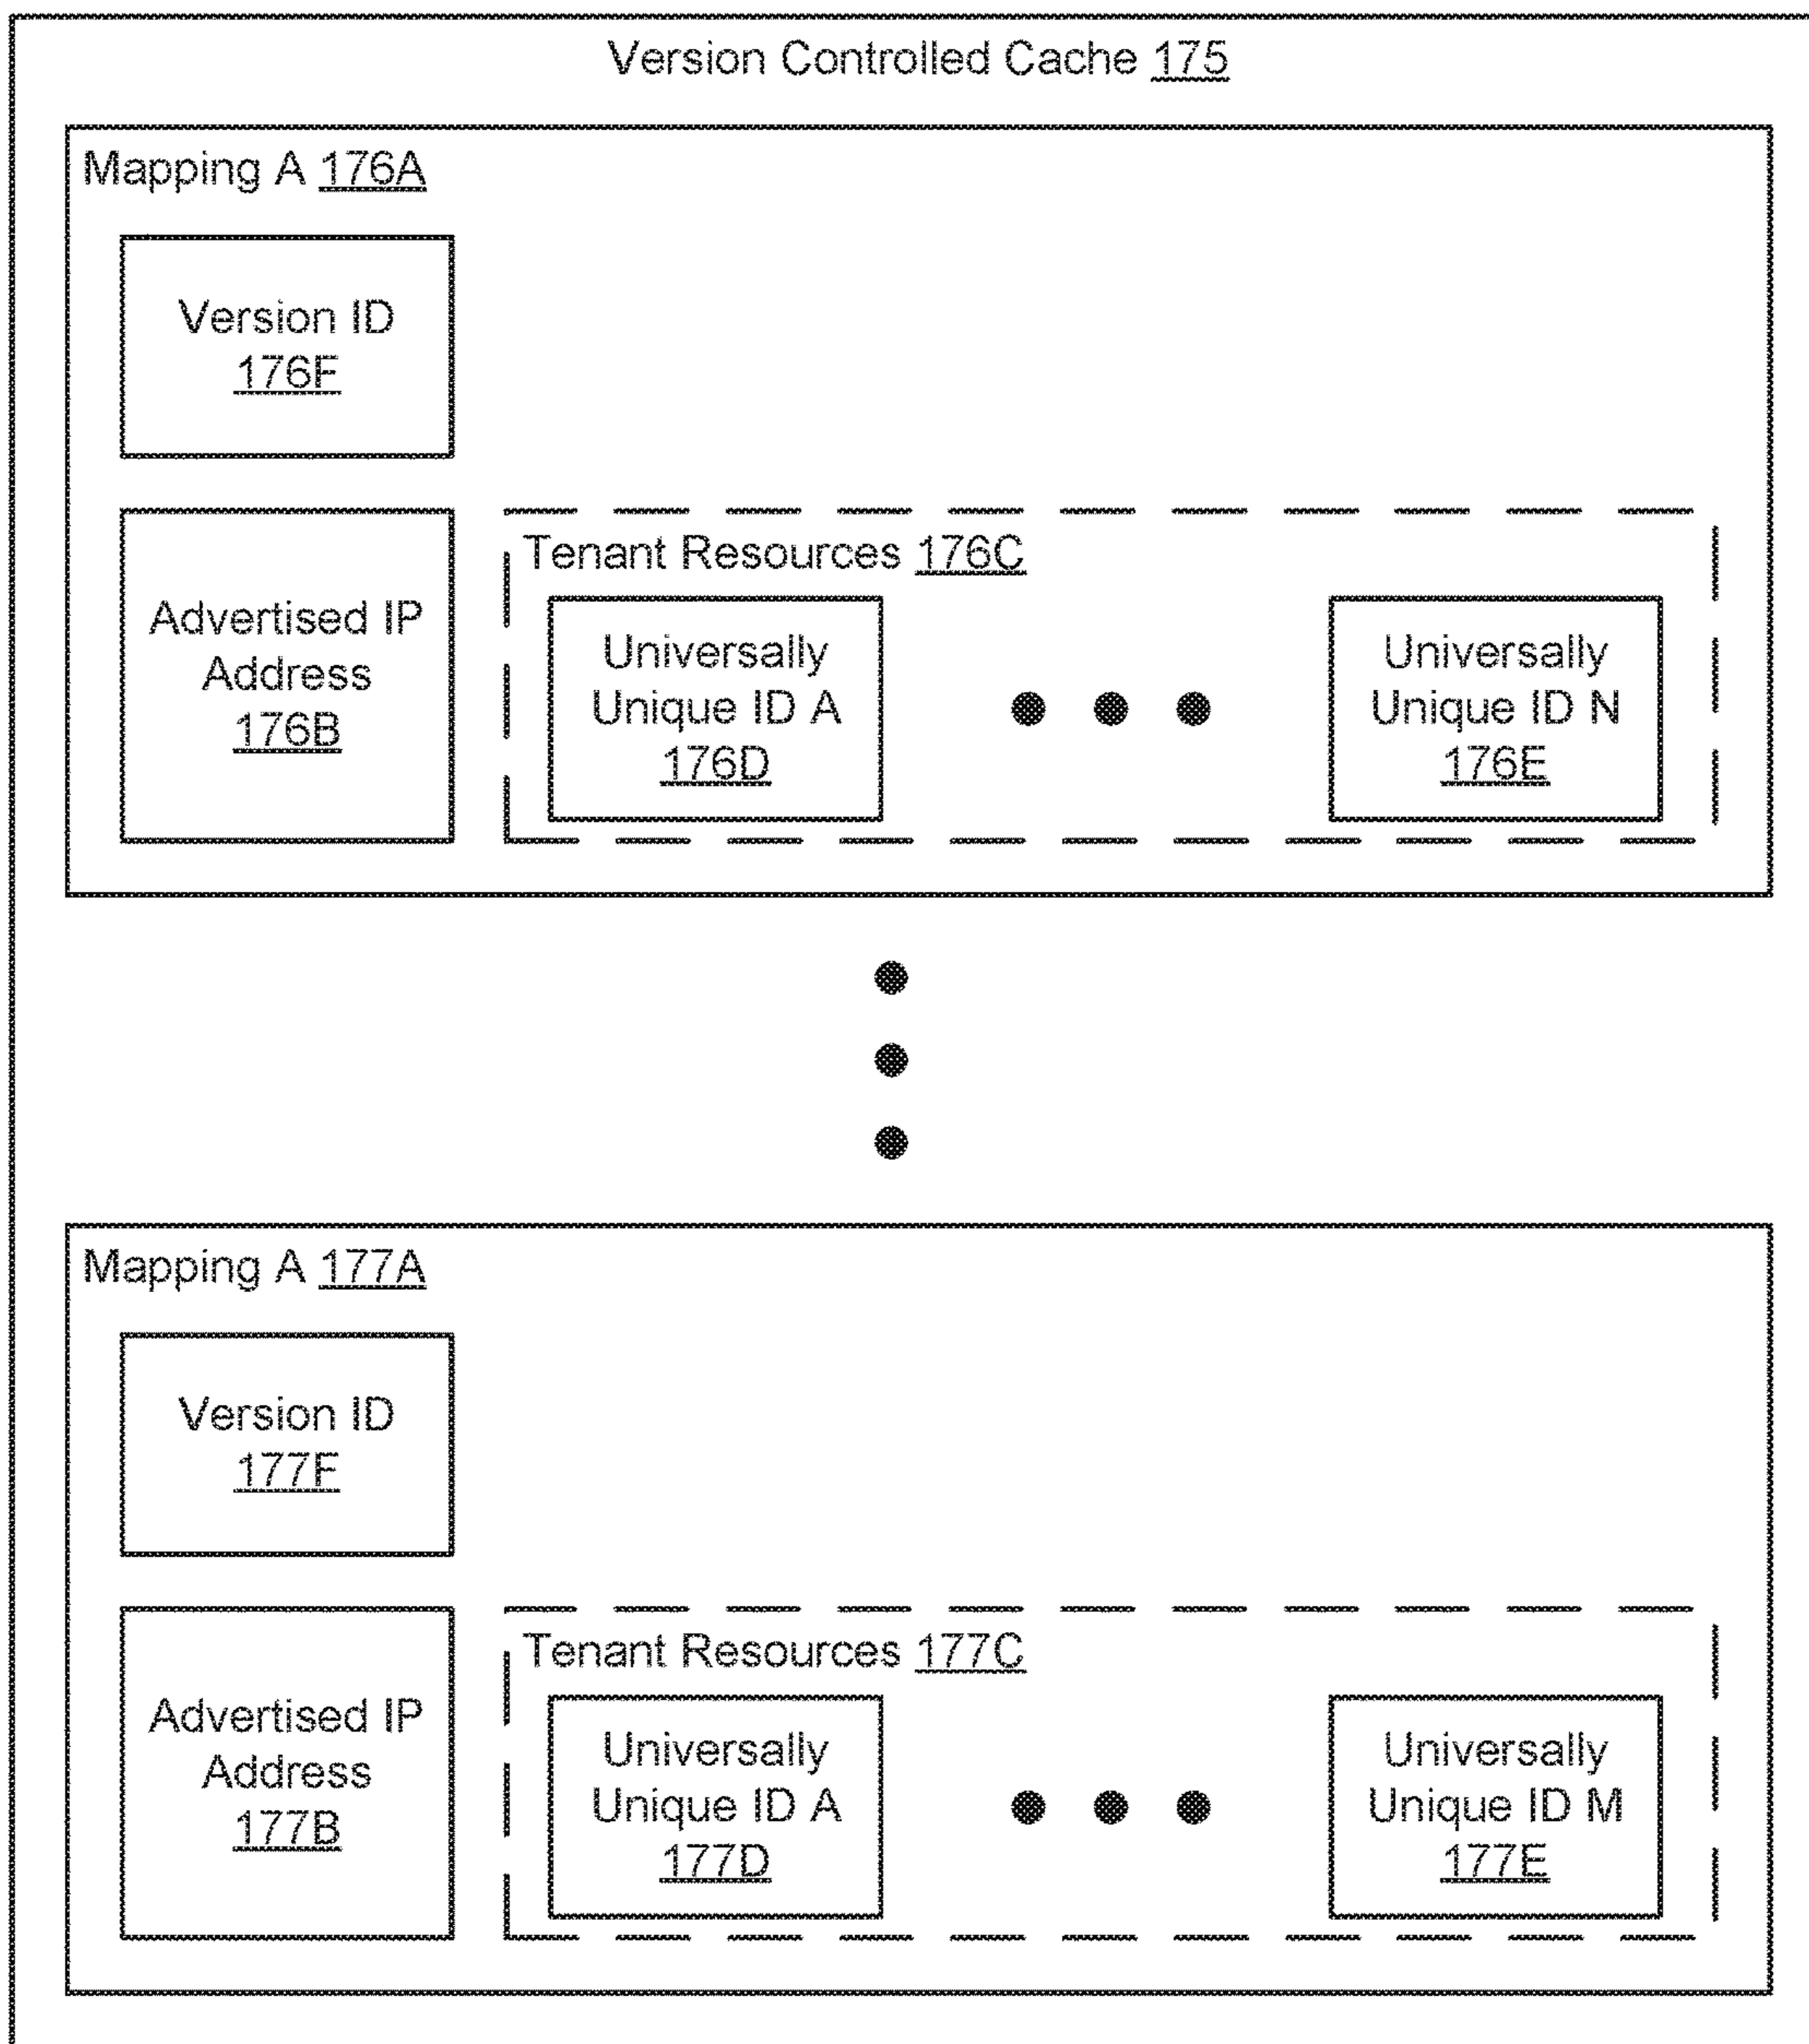 Version Controlled Cache 175
Mapping A 176A
Version ID
176F
Advertised IP
Address
176B
Tenant Resources 176C
Universally
Unique ID A
176D
Universally
Unique ID N
176E
Mapping A 177A
Version ID
177F
Advertised IP
Address
177B
Tenant Resources 177C
Universally
Unique ID A
177D
Universally
Unique ID M
177E